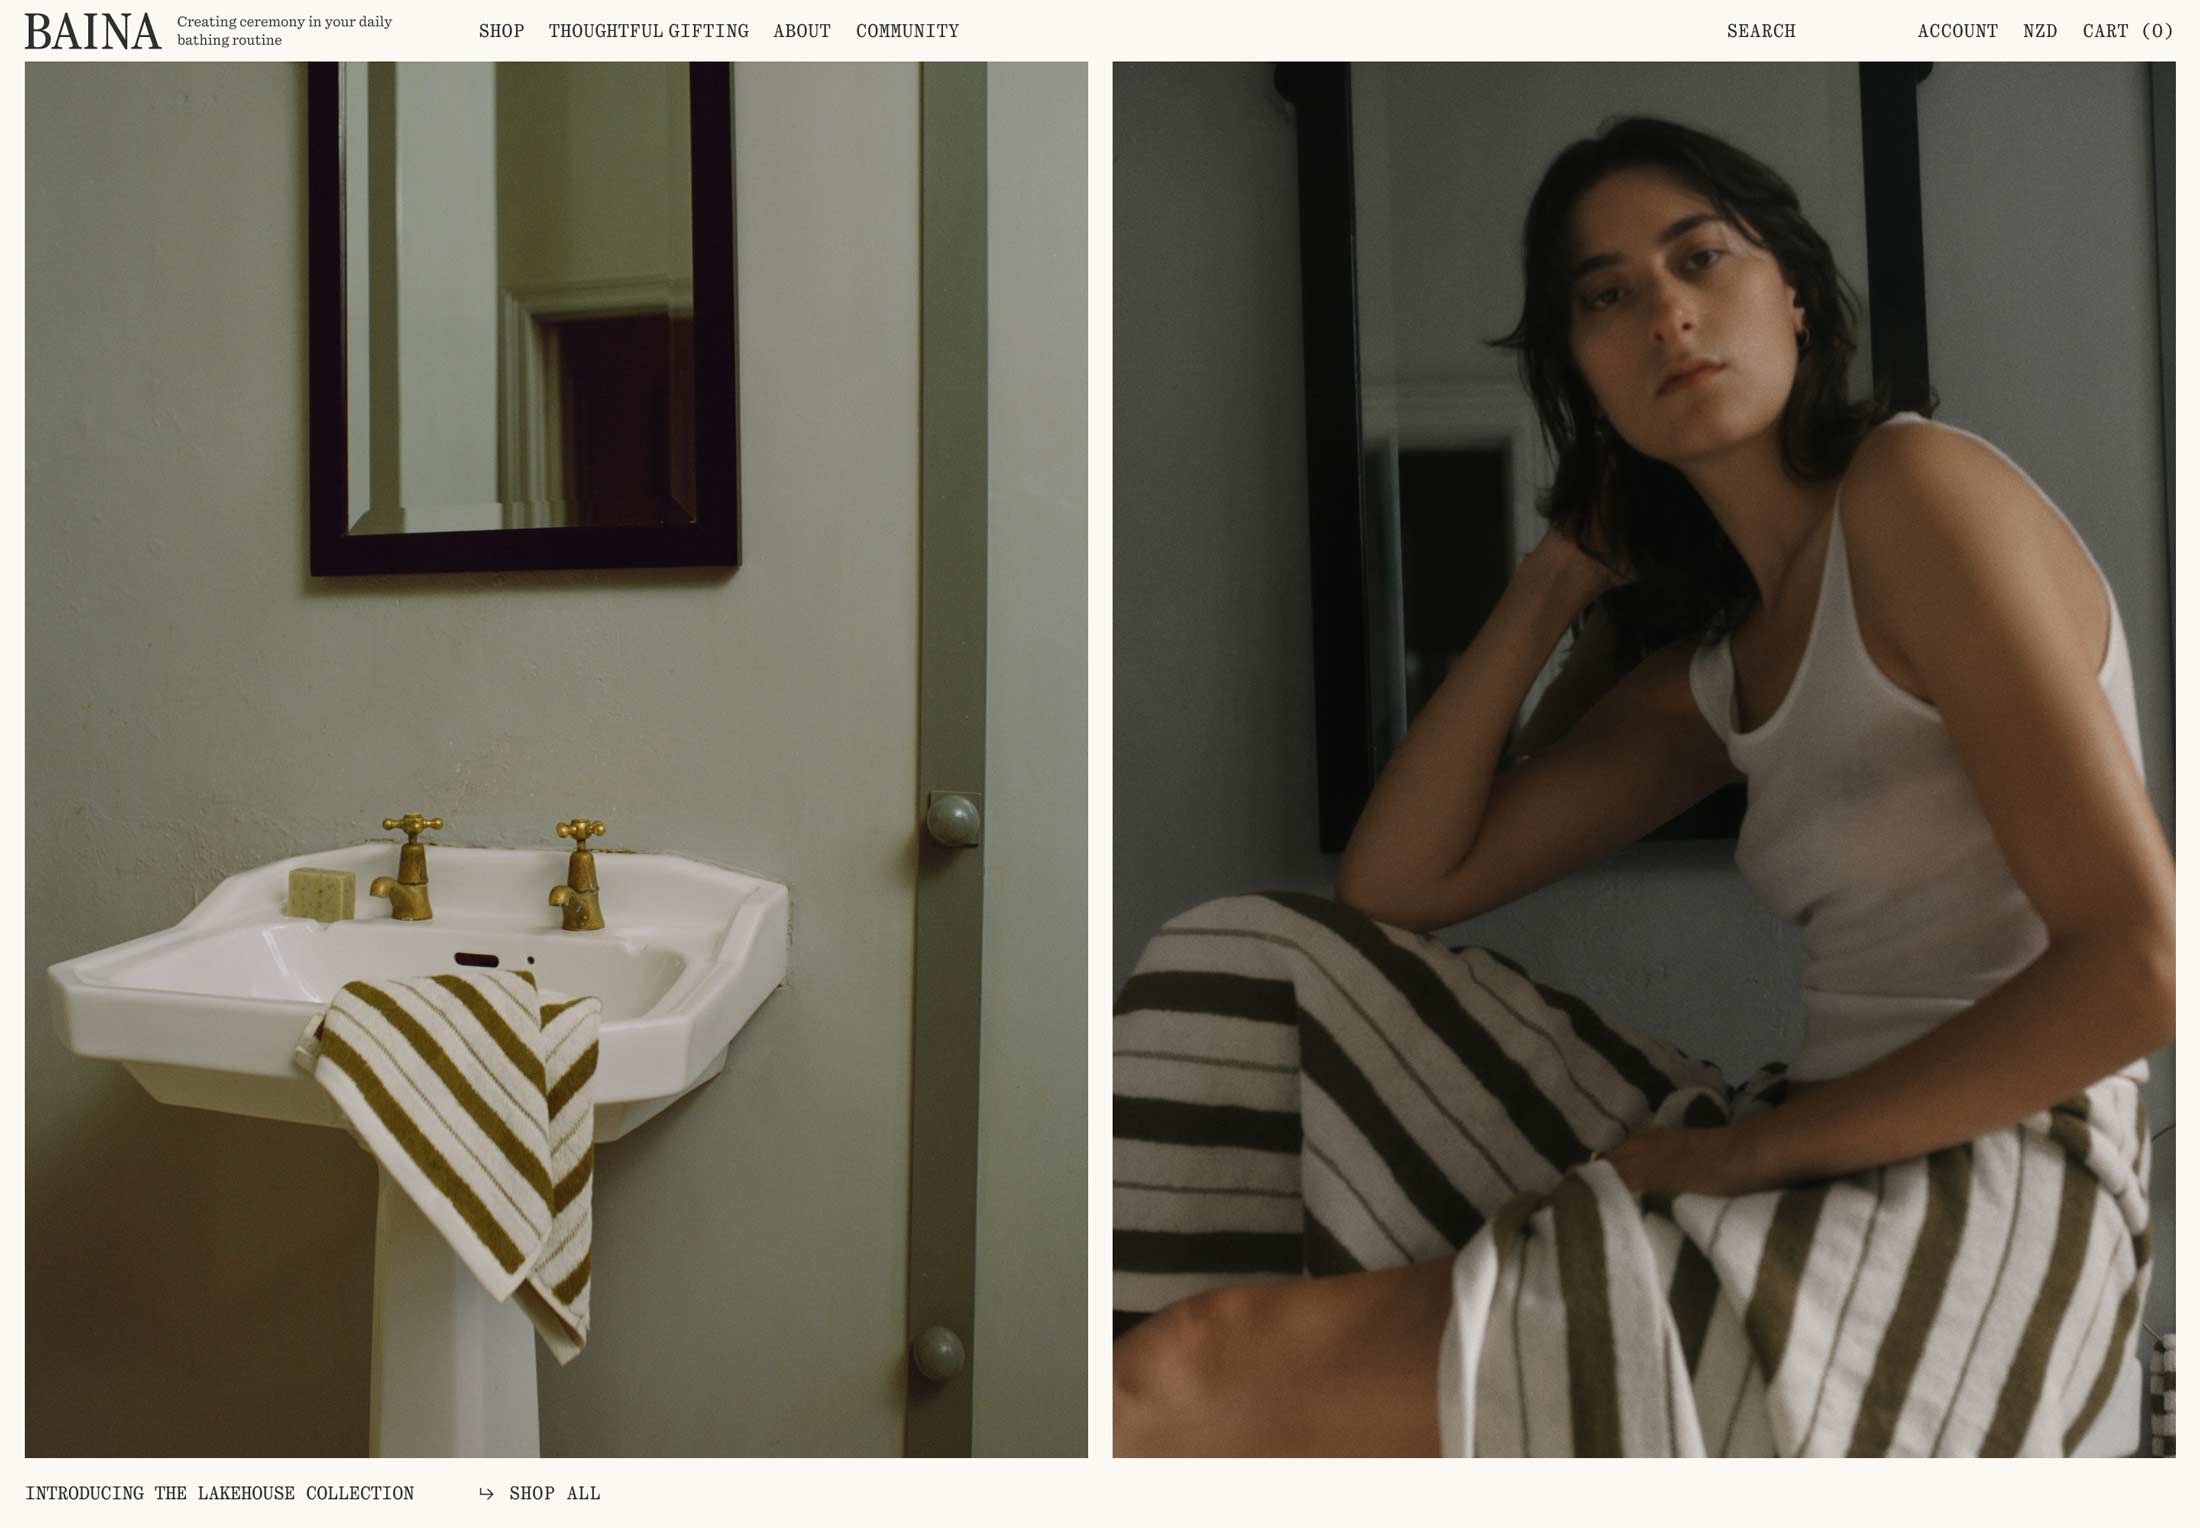 BAINA
Creating ceremony in your daily
bathing routine
SHOP THOUGHTFUL GIFTING ABOUT COMMUNITY
SEARCH
ACCOUNT NZD CART (0)
INTRODUCING THE LAKEHOUSE COLLECTION
↳ SHOP ALL